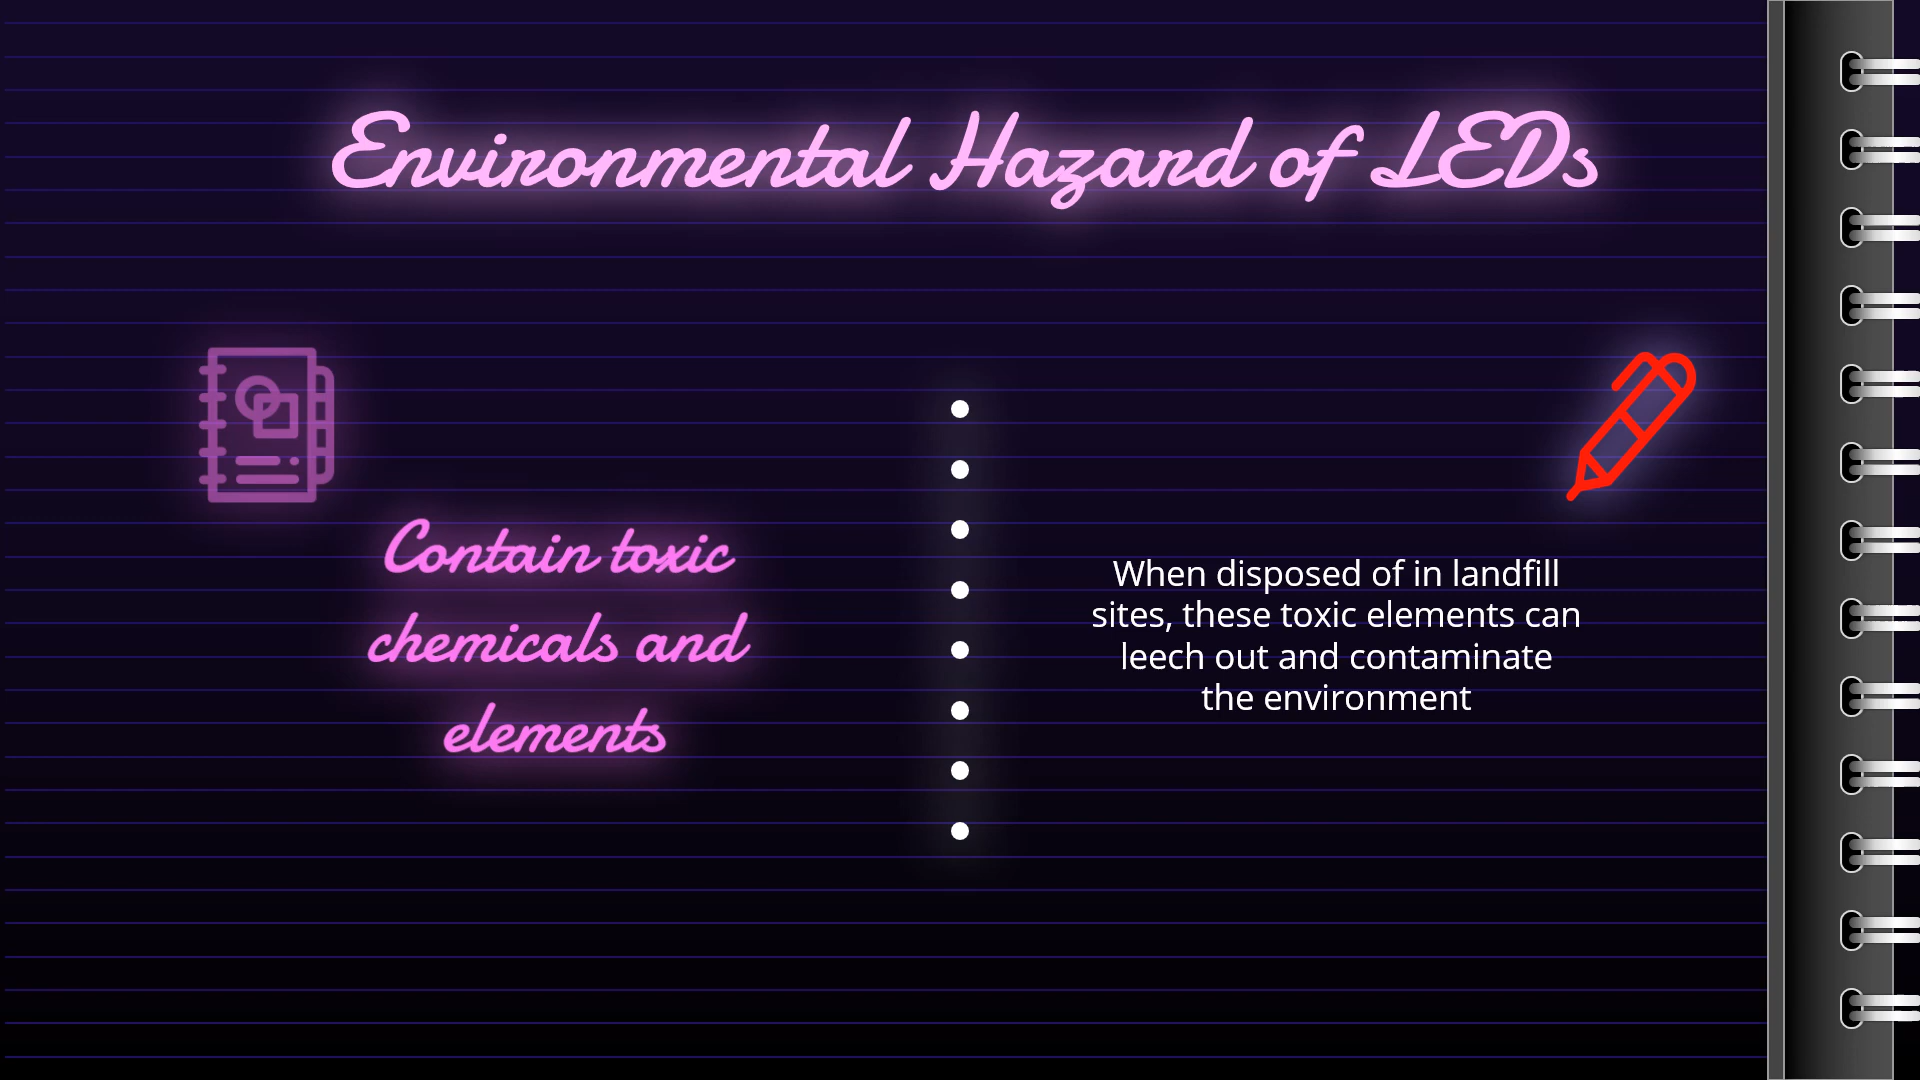 Environmental Hazard of LEDs
Contain toxic
chemicals and
elements
When disposed of in landfill
sites, these toxic elements can
leech out and contaminate
the environment